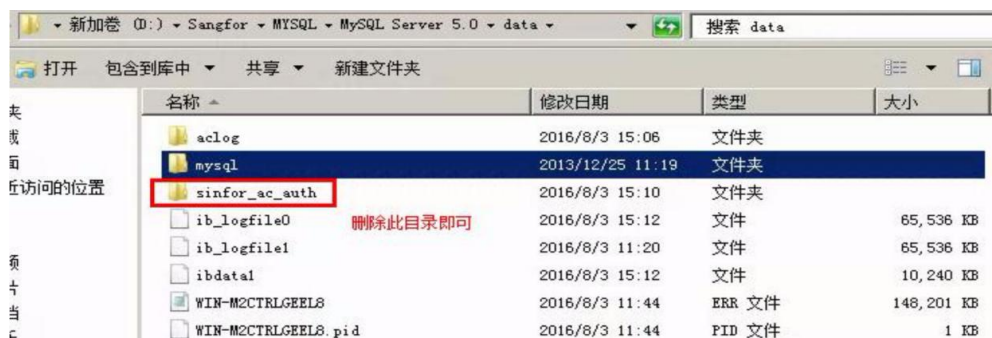 新加卷 (D:) Sangfor MYSQL MySQL Server 5.0 data 搜索 data
打开 包含到库中 共享 新建文件夹
名称 修改日期 类型 大小
夹
aclog 2016/8/3 15:06 文件夹
mysql 2013/12/25 11:19 文件夹
面
近访问的位置
sinfor_ac_auth 2016/8/3 15:10 文件夹
ib_logfile0 删除此目录即可 2016/8/3 15:12 文件 65,536 KB
ib_logfile1 2016/8/3 11:20 文件 65,536 KB
ibdata1 2016/8/3 15:12 文件 10,240 KB
WIN-M2CTRLGEEL8 2016/8/3 11:44 ERR 文件 148,201 KB
WIN-M2CTRLGEEL8.pid 2016/8/3 11:44 PID 文件 1 KB